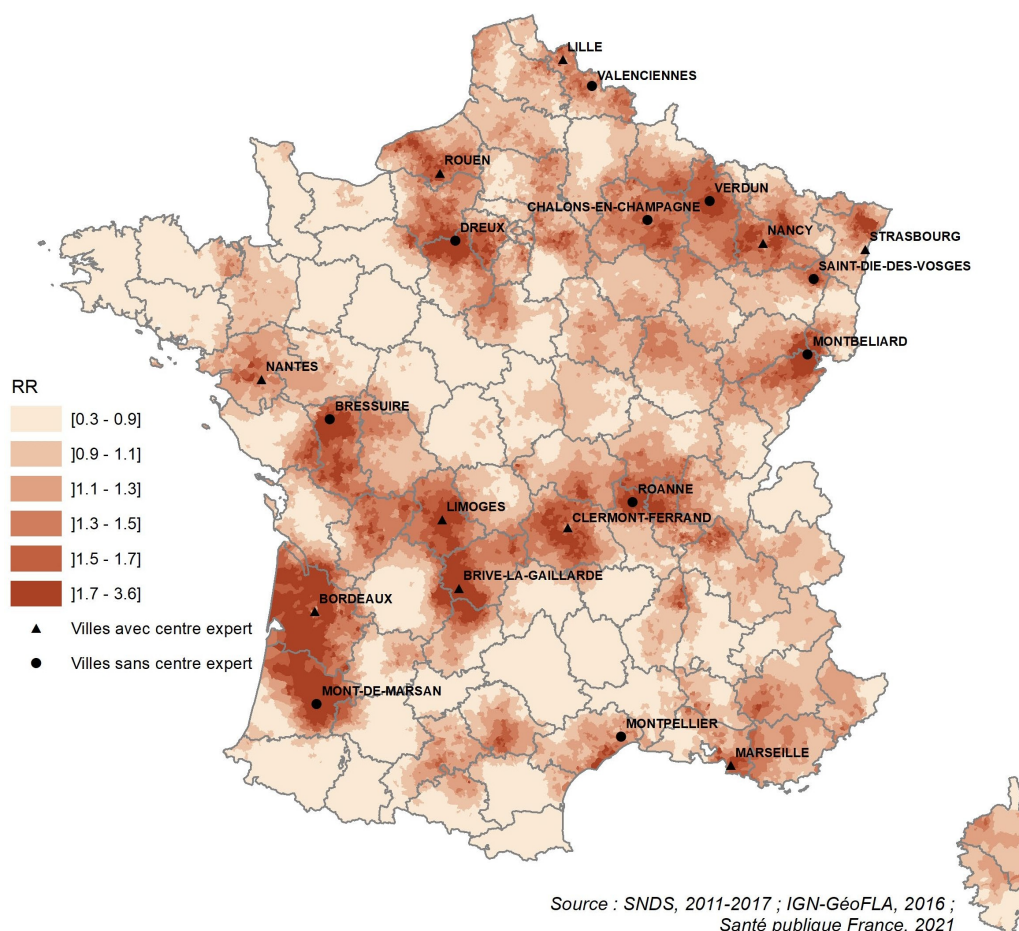 LILLE
VALENCIENNES
ROUEN
VERDUN
CHALONS-EN-CHAMPAGNE
DREUX
NANCY
STRASBOURG
SAINT-DIE-DES-VOSGES
MONTBELIARD
NANTES
BRESSUIRE
ROANNE
LIMOGES
CLERMONT-FERRAND
BRIVE-LA-GAILLARDE
BORDEAUX
MONT-DE-MARSAN
MONTPELLIER
MARSEILLE
RR
[0.3 - 0.9]
]0.9 - 1.1]
]1.1 - 1.3]
]1.3 - 1.5]
]1.5 - 1.7]
]1.7 - 3.6]
Villes avec centre expert
Villes sans centre expert
Source : SNDS, 2011-2017 ; IGN-GéoFLA, 2016 ;
Santé publique France, 2021